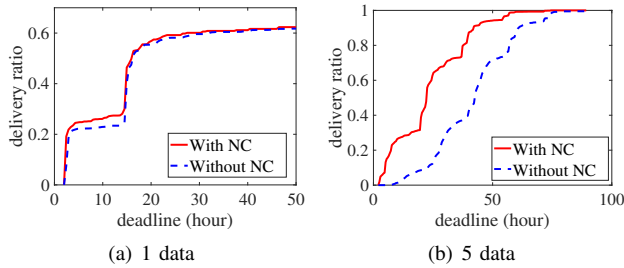 delivery ratio
0.6
0.4
0.2
0
With NC
Without NC
0 10 20 30 40 50
deadline (hour)
(a) 1 data
delivery ratio
1
0.8
0.6
0.4
0.2
0
With NC
Without NC
0 50 100
deadline (hour)
(b) 5 data